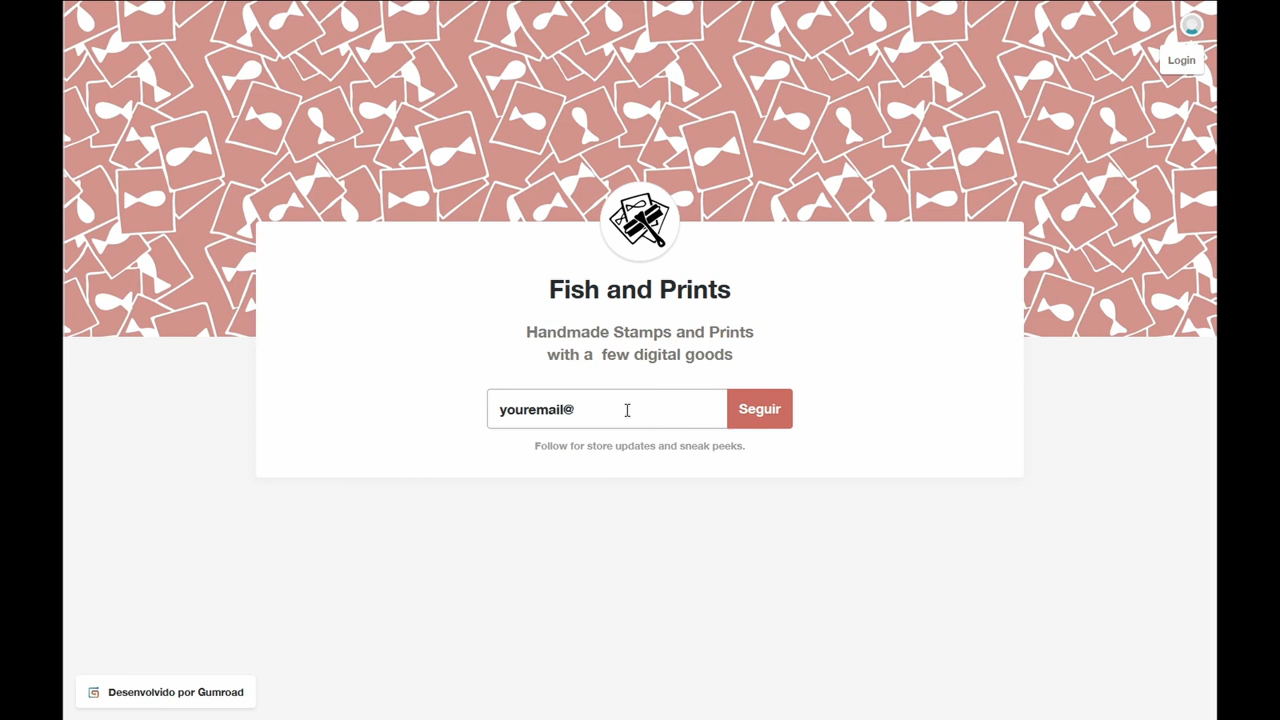 Login
Fish and Prints
Handmade Stamps and Prints
with a  few digital goods
youremail@
Seguir
Follow for store updates and sneak peeks.
Desenvolvido por Gumroad